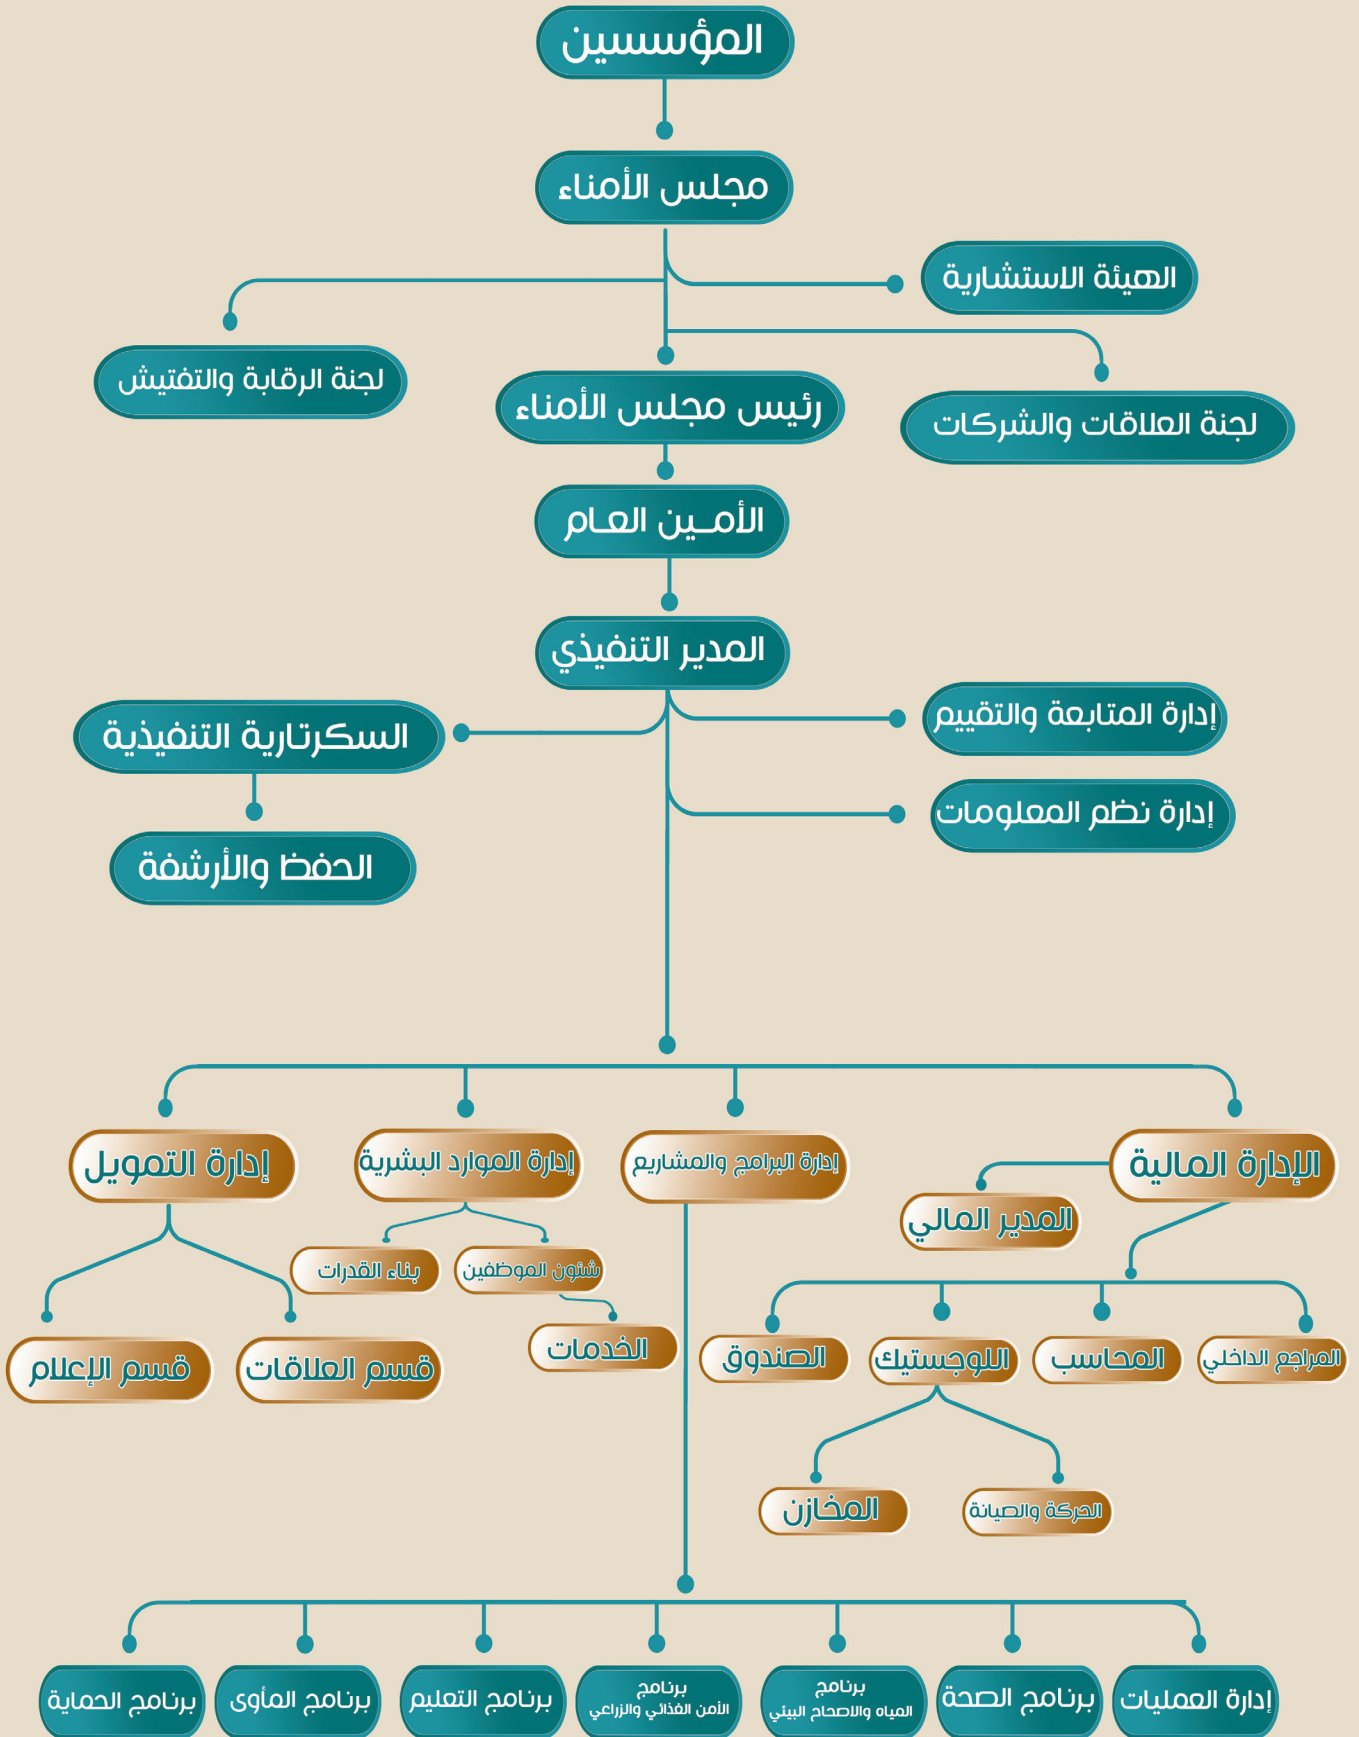 المؤسسين
مجلس الأمناء
الهيئة الاستشارية
لجنة الرقابة والتفتيش
رئيس مجلس الأمناء
لجنة العلاقات والشركات
الأمــين العــام
المدير التنفيذي
إدارة المتابعة والتقييم
السكرتارية التنفيذية
إدارة نظم المعلومات
الحفظ والأرشفة
الإدارة المالية
إدارة البرامج والمشاريع
إدارة الموارد البشرية
إدارة التمويل
المدير المالي
شئون الموظفين
بناء القدرات
المراجع الداخلي
المحاسب
اللوجستيك
الصندوق
الخدمات
قسم العلاقات
قسم الإعلام
الحركة والصيانة
المخازن
إدارة العمليات
برنامج الصحة
برنامج
المياه والاصحاح البيئي
برنامج
الأمن الغذائي والزراعي
برنامج التعليم
برنامج المأوى
برنامج الحماية